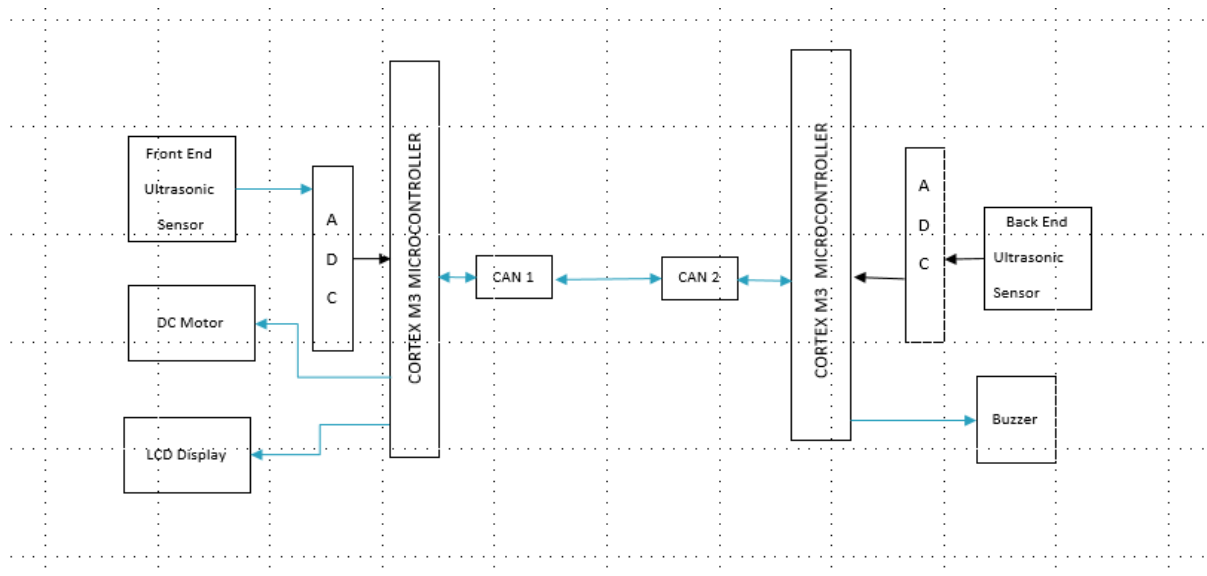 Front End
Ultrasonic
Sensor
A
D
C
DC Motor
LCD Display
CORTEX M3 MICROCONTROLLER
CAN 1
CAN 2
CORTEX M3 MICROCONTROLLER
A
D
C
Back End
Ultrasonic
Sensor
Buzzer